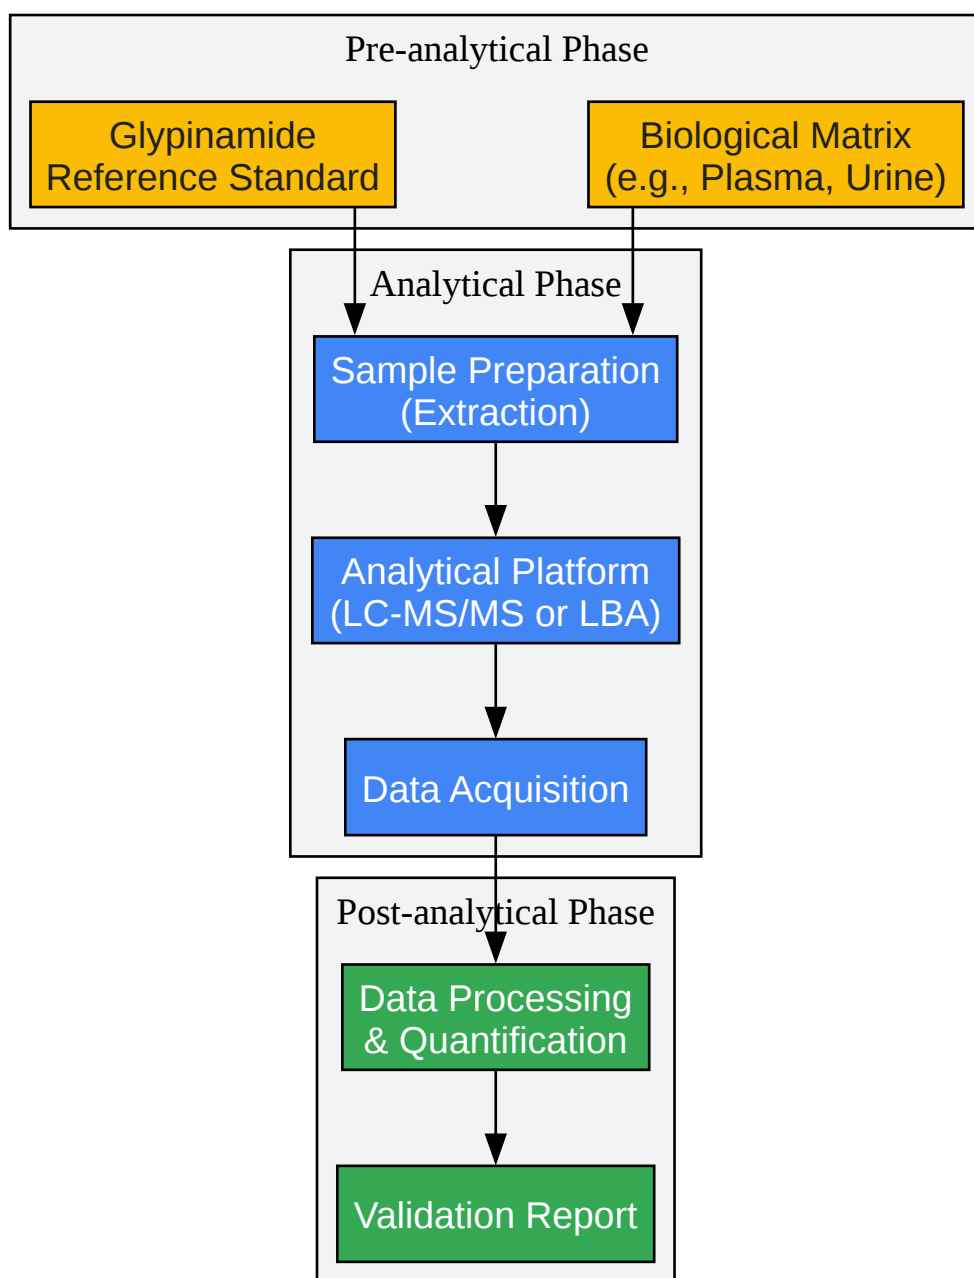 Pre-analytical Phase
Glypinamide
Reference Standard
Biological Matrix
(e.g., Plasma, Urine)
Analytical Phase
Sample Preparation
(Extraction)
Analytical Platform
(LC-MS/MS or LBA)
Data Acquisition
Post-analytical Phase
Data Processing
& Quantification
Validation Report